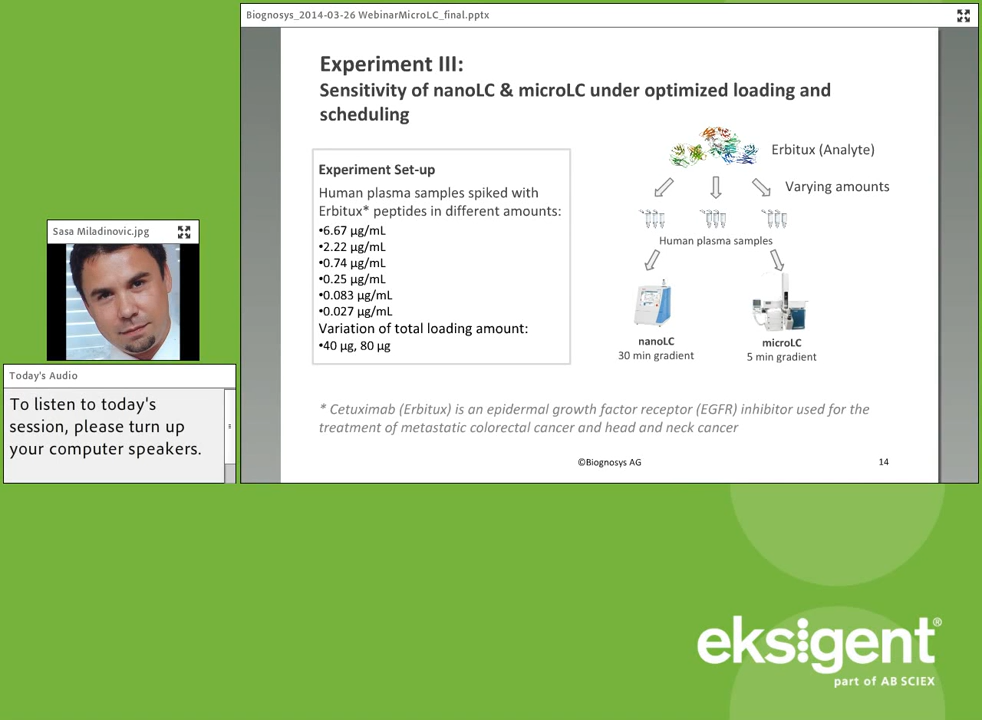 Biognosys_2014-03-26 WebinarMicroLC_final.pptx
Experiment III:
Sensitivity of nanoLC & microLC under optimized loading and
scheduling
Experiment Set-up
Human plasma samples spiked with
Erbitux* peptides in different amounts:
•6.67 µg/mL
•2.22 µg/mL
•0.74 µg/mL
•0.25 µg/mL
•0.083 µg/mL
•0.027 µg/mL
Variation of total loading amount:
•40 µg, 80 µg
Erbitux (Analyte)
Varying amounts
Human plasma samples
nanoLC
30 min gradient
microLC
5 min gradient
* Cetuximab (Erbitux) is an epidermal growth factor receptor (EGFR) inhibitor used for the
treatment of metastatic colorectal cancer and head and neck cancer
©Biognosys AG
14
Sasa Miladinovic.jpg
Today's Audio
To listen to today's
session, please turn up
your computer speakers.
eksigent®
part of AB SCIEX